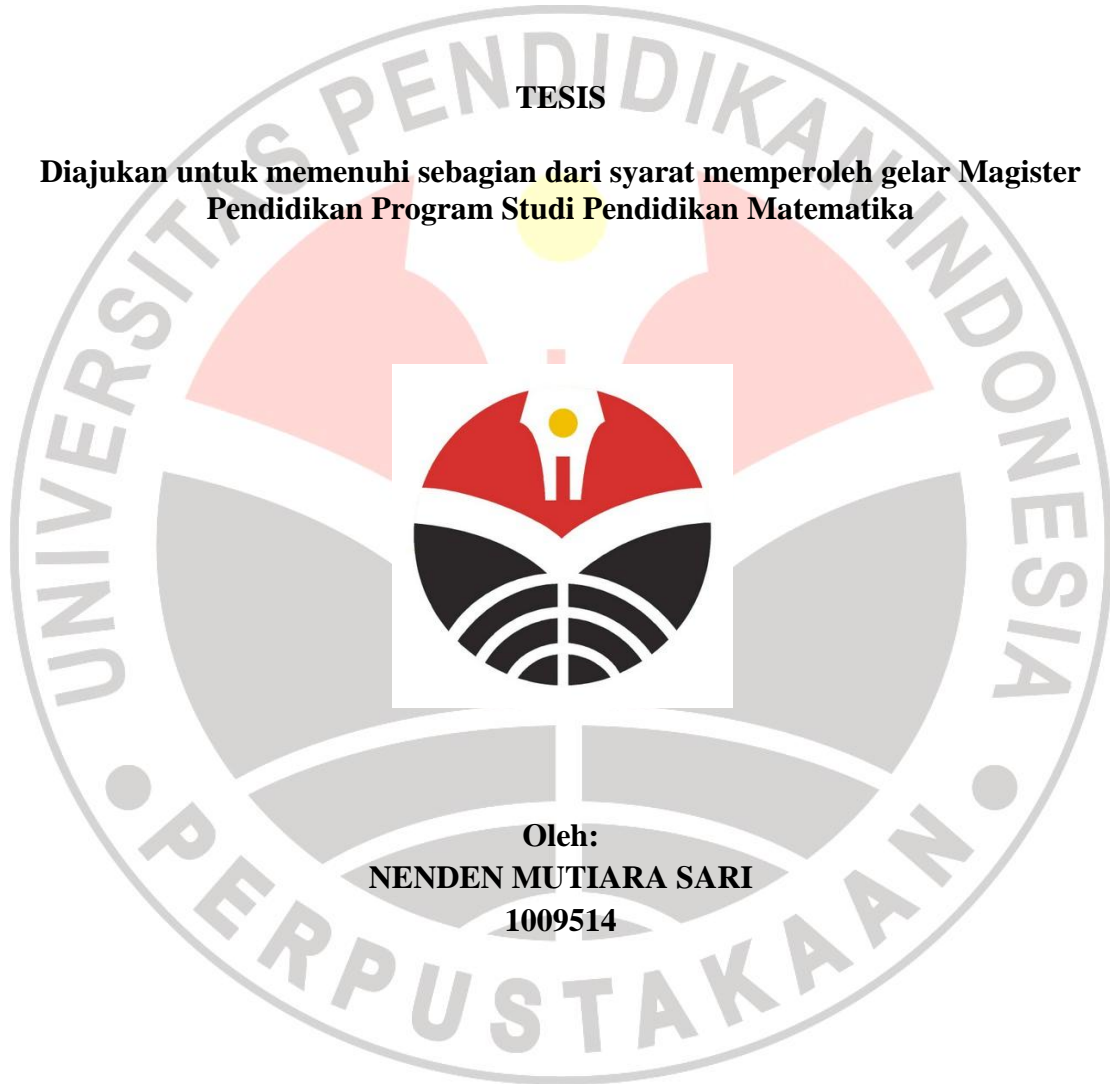 TESIS
Diajukan untuk memenuhi sebagian dari syarat memperoleh gelar Magister
Pendidikan Program Studi Pendidikan Matematika
Oleh:
NENDEN MUTIARA SARI
1009514
UNIVERSITAS PENDIDIKAN INDONESIA
PERPUSTAKAAN